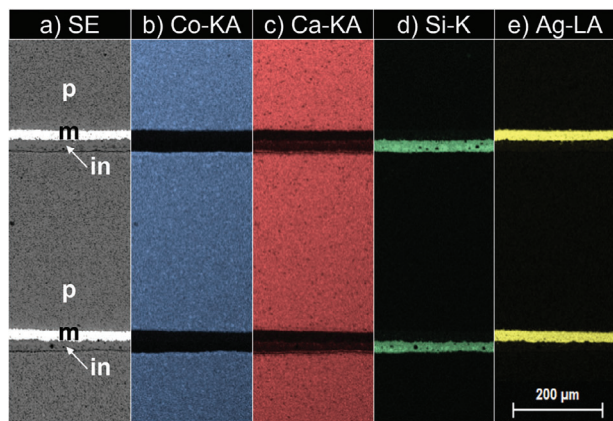 a) SE
b) Co-KA
c) Ca-KA
d) Si-K
e) Ag-LA
p
m
in
p
m
in
200 µm